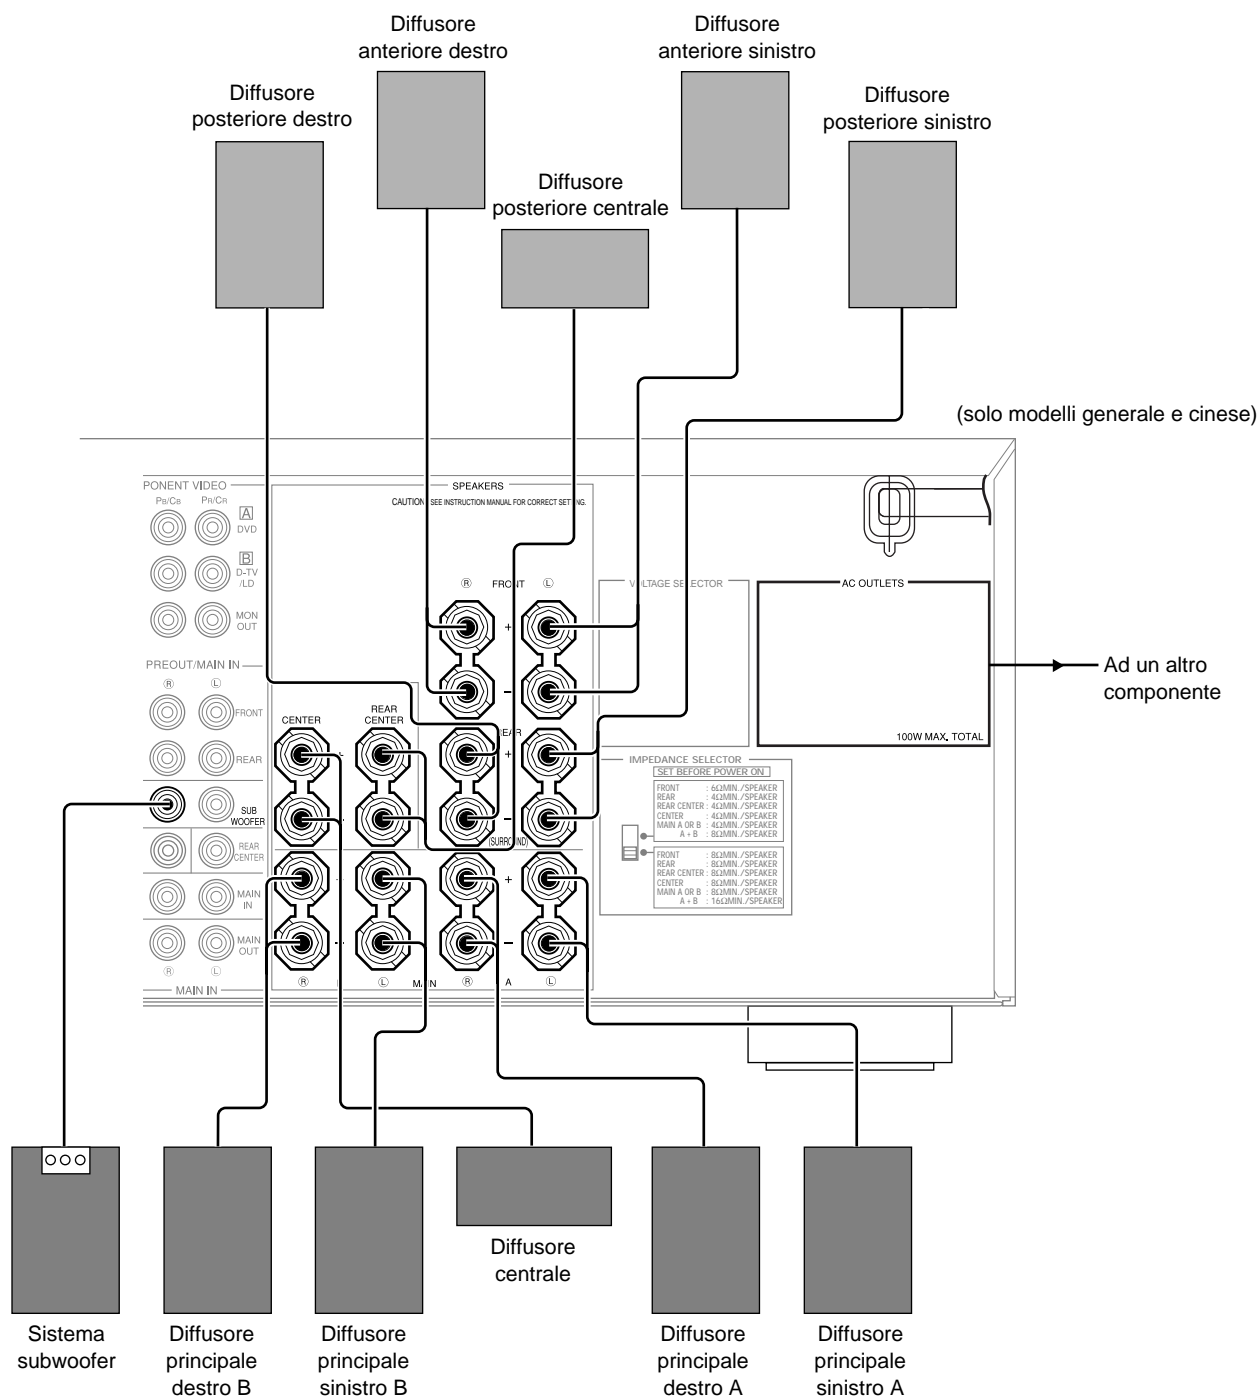 Diffusore
anteriore destro
Diffusore
anteriore sinistro
Diffusore
posteriore destro
Diffusore
posteriore sinistro
Diffusore
posteriore centrale
(solo modelli generale e cinese)
PONENT VIDEO
PB/CB PR/CR
A
DVD
B
D-TV
/LD
MON
OUT
PREOUT/MAIN IN
R L
FRONT
REAR
SUB
WOOFER
REAR
CENTER
MAIN
IN
MAIN
OUT
R L
MAIN IN
SPEAKERS
CAUTION SEE INSTRUCTION MANUAL FOR CORRECT SETTING.
R FRONT L
+
–
CENTER
REAR
CENTER
+
–
(SURROUND)
+
–
R L MAIN R A L
VOLTAGE SELECTOR
AC OUTLETS
100W MAX. TOTAL
Ad un altro
componente
IMPEDANCE SELECTOR
SET BEFORE POWER ON
FRONT : 6ΩMIN./SPEAKER
REAR : 4ΩMIN./SPEAKER
REAR CENTER : 4ΩMIN./SPEAKER
CENTER : 4ΩMIN./SPEAKER
MAIN A OR B : 4ΩMIN./SPEAKER
A + B : 8ΩMIN./SPEAKER
FRONT : 8ΩMIN./SPEAKER
REAR : 8ΩMIN./SPEAKER
REAR CENTER : 8ΩMIN./SPEAKER
CENTER : 8ΩMIN./SPEAKER
MAIN A OR B : 8ΩMIN./SPEAKER
A + B : 16ΩMIN./SPEAKER
Sistema
subwoofer
Diffusore
principale
destro B
Diffusore
principale
sinistro B
Diffusore
centrale
Diffusore
principale
destro A
Diffusore
principale
sinistro A